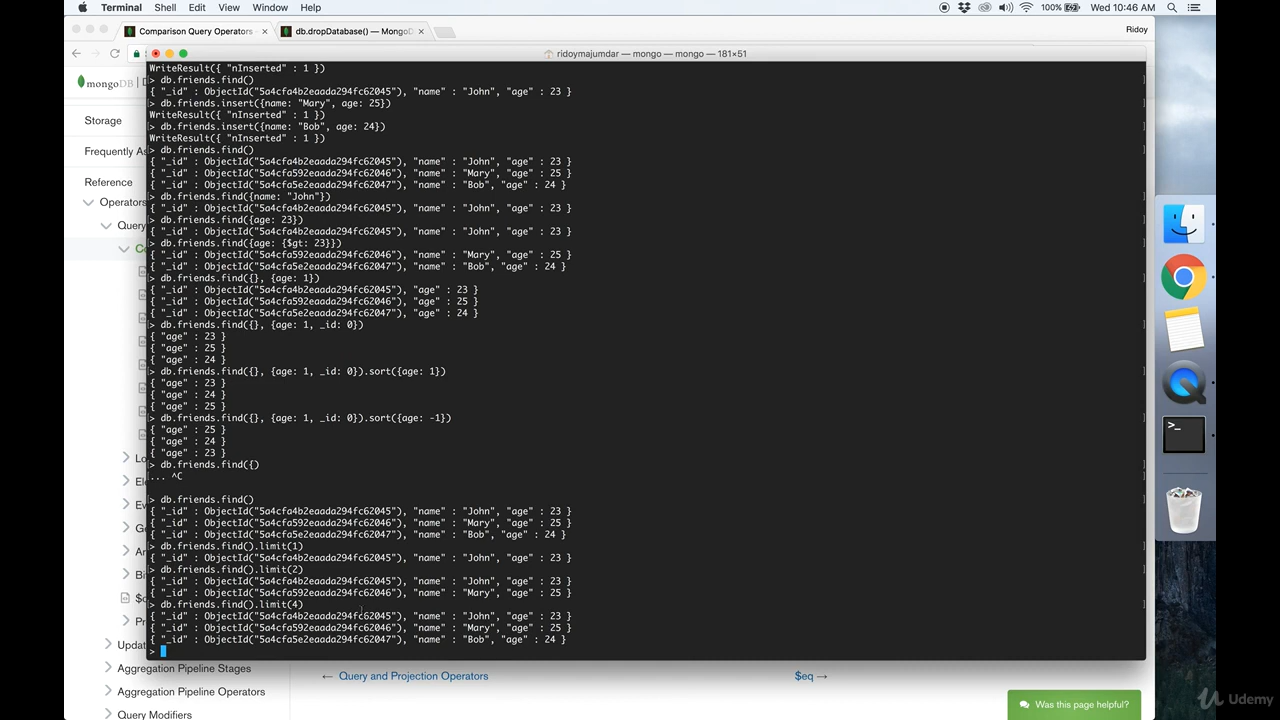 Terminal Shell Edit View Window Help 100% Wed 10:46 AM
Comparison Query Operators - × db.dropDatabase() — MongoD × Ridoy
ridoymajumdar — mongo — mongo — 181×51
mongoDB
Storage
Frequently As
Reference
Operators
Query
Co
Lo
El
Ev
Ge
Ar
Bi
$c
Pr
Updat
Aggregation Pipeline Stages
Aggregation Pipeline Operators
Query Modifiers
WriteResult({ "nInserted" : 1 })
> db.friends.find()
{ "_id" : ObjectId("5a4cfa4b2eaada294fc62045"), "name" : "John", "age" : 23 }
> db.friends.insert({name: "Mary", age: 25})
WriteResult({ "nInserted" : 1 })
> db.friends.insert({name: "Bob", age: 24})
WriteResult({ "nInserted" : 1 })
> db.friends.find()
{ "_id" : ObjectId("5a4cfa4b2eaada294fc62045"), "name" : "John", "age" : 23 }
{ "_id" : ObjectId("5a4cfa592eaada294fc62046"), "name" : "Mary", "age" : 25 }
{ "_id" : ObjectId("5a4cfa5e2eaada294fc62047"), "name" : "Bob", "age" : 24 }
> db.friends.find({name: "John"})
{ "_id" : ObjectId("5a4cfa4b2eaada294fc62045"), "name" : "John", "age" : 23 }
> db.friends.find({age: 23})
{ "_id" : ObjectId("5a4cfa4b2eaada294fc62045"), "name" : "John", "age" : 23 }
> db.friends.find({age: {$gt: 23}})
{ "_id" : ObjectId("5a4cfa592eaada294fc62046"), "name" : "Mary", "age" : 25 }
{ "_id" : ObjectId("5a4cfa5e2eaada294fc62047"), "name" : "Bob", "age" : 24 }
> db.friends.find({}, {age: 1})
{ "_id" : ObjectId("5a4cfa4b2eaada294fc62045"), "age" : 23 }
{ "_id" : ObjectId("5a4cfa592eaada294fc62046"), "age" : 25 }
{ "_id" : ObjectId("5a4cfa5e2eaada294fc62047"), "age" : 24 }
> db.friends.find({}, {age: 1, _id: 0})
{ "age" : 23 }
{ "age" : 25 }
{ "age" : 24 }
> db.friends.find({}, {age: 1, _id: 0}).sort({age: 1})
{ "age" : 23 }
{ "age" : 24 }
{ "age" : 25 }
> db.friends.find({}, {age: 1, _id: 0}).sort({age: -1})
{ "age" : 25 }
{ "age" : 24 }
{ "age" : 23 }
> db.friends.find({)
... ^C
> db.friends.find()
{ "_id" : ObjectId("5a4cfa4b2eaada294fc62045"), "name" : "John", "age" : 23 }
{ "_id" : ObjectId("5a4cfa592eaada294fc62046"), "name" : "Mary", "age" : 25 }
{ "_id" : ObjectId("5a4cfa5e2eaada294fc62047"), "name" : "Bob", "age" : 24 }
> db.friends.find().limit(1)
{ "_id" : ObjectId("5a4cfa4b2eaada294fc62045"), "name" : "John", "age" : 23 }
> db.friends.find().limit(2)
{ "_id" : ObjectId("5a4cfa4b2eaada294fc62045"), "name" : "John", "age" : 23 }
{ "_id" : ObjectId("5a4cfa592eaada294fc62046"), "name" : "Mary", "age" : 25 }
> db.friends.find().limit(4)
{ "_id" : ObjectId("5a4cfa4b2eaada294fc62045"), "name" : "John", "age" : 23 }
{ "_id" : ObjectId("5a4cfa592eaada294fc62046"), "name" : "Mary", "age" : 25 }
{ "_id" : ObjectId("5a4cfa5e2eaada294fc62047"), "name" : "Bob", "age" : 24 }
>
← Query and Projection Operators $eq →
Was this page helpful?
Udemy